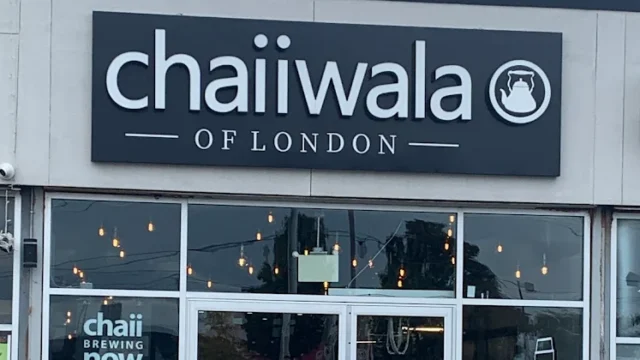 chaiiwala
OF LONDON
chaii
BREWING
now